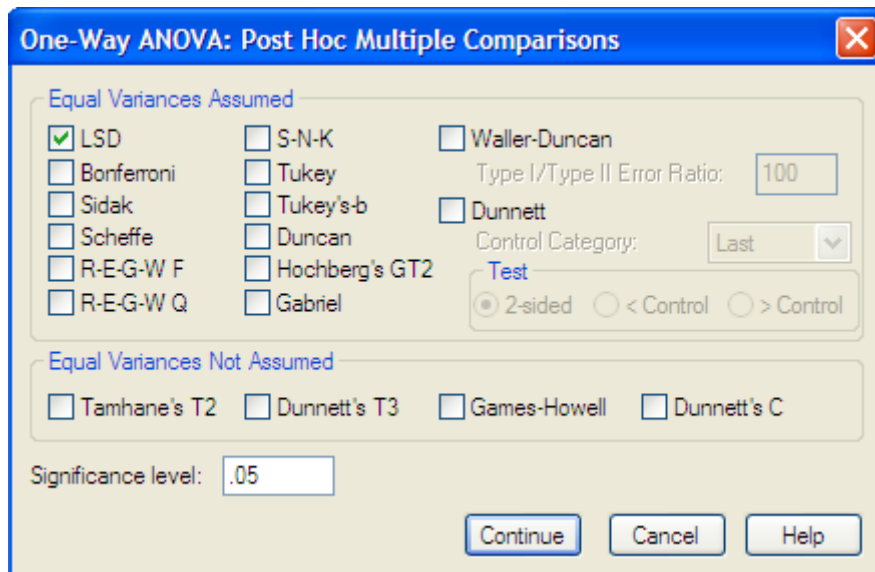 One-Way ANOVA: Post Hoc Multiple Comparisons
Equal Variances Assumed
LSD S-N-K Waller-Duncan
Bonferroni Tukey Type I/Type II Error Ratio: 100
Sidak Tukey's-b Dunnett
Scheffe Duncan Control Category: Last
R-E-G-W F Hochberg's GT2 Test
R-E-G-W Q Gabriel 2-sided < Control > Control
Equal Variances Not Assumed
Tamhane's T2 Dunnett's T3 Games-Howell Dunnett's C
Significance level: .05
Continue Cancel Help